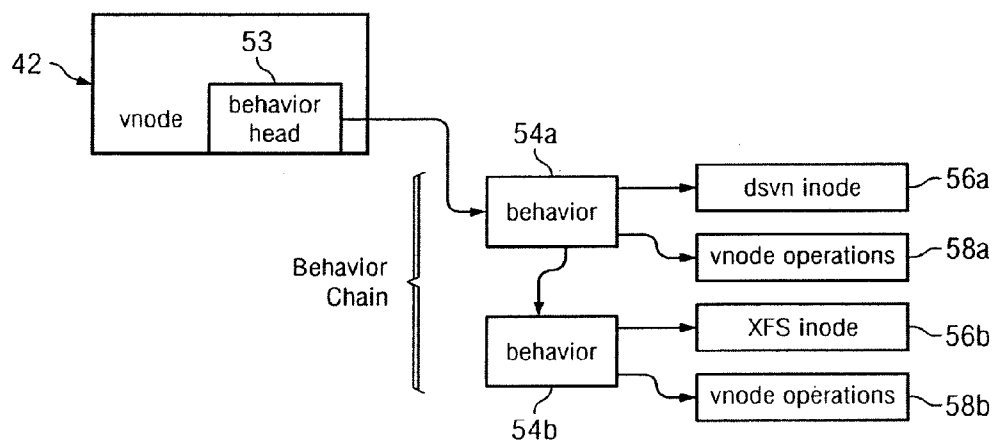 53
42
vnode
behavior
head
54a
behavior
dsvn inode
56a
vnode operations
58a
Behavior
Chain
behavior
XFS inode
56b
vnode operations
58b
54b